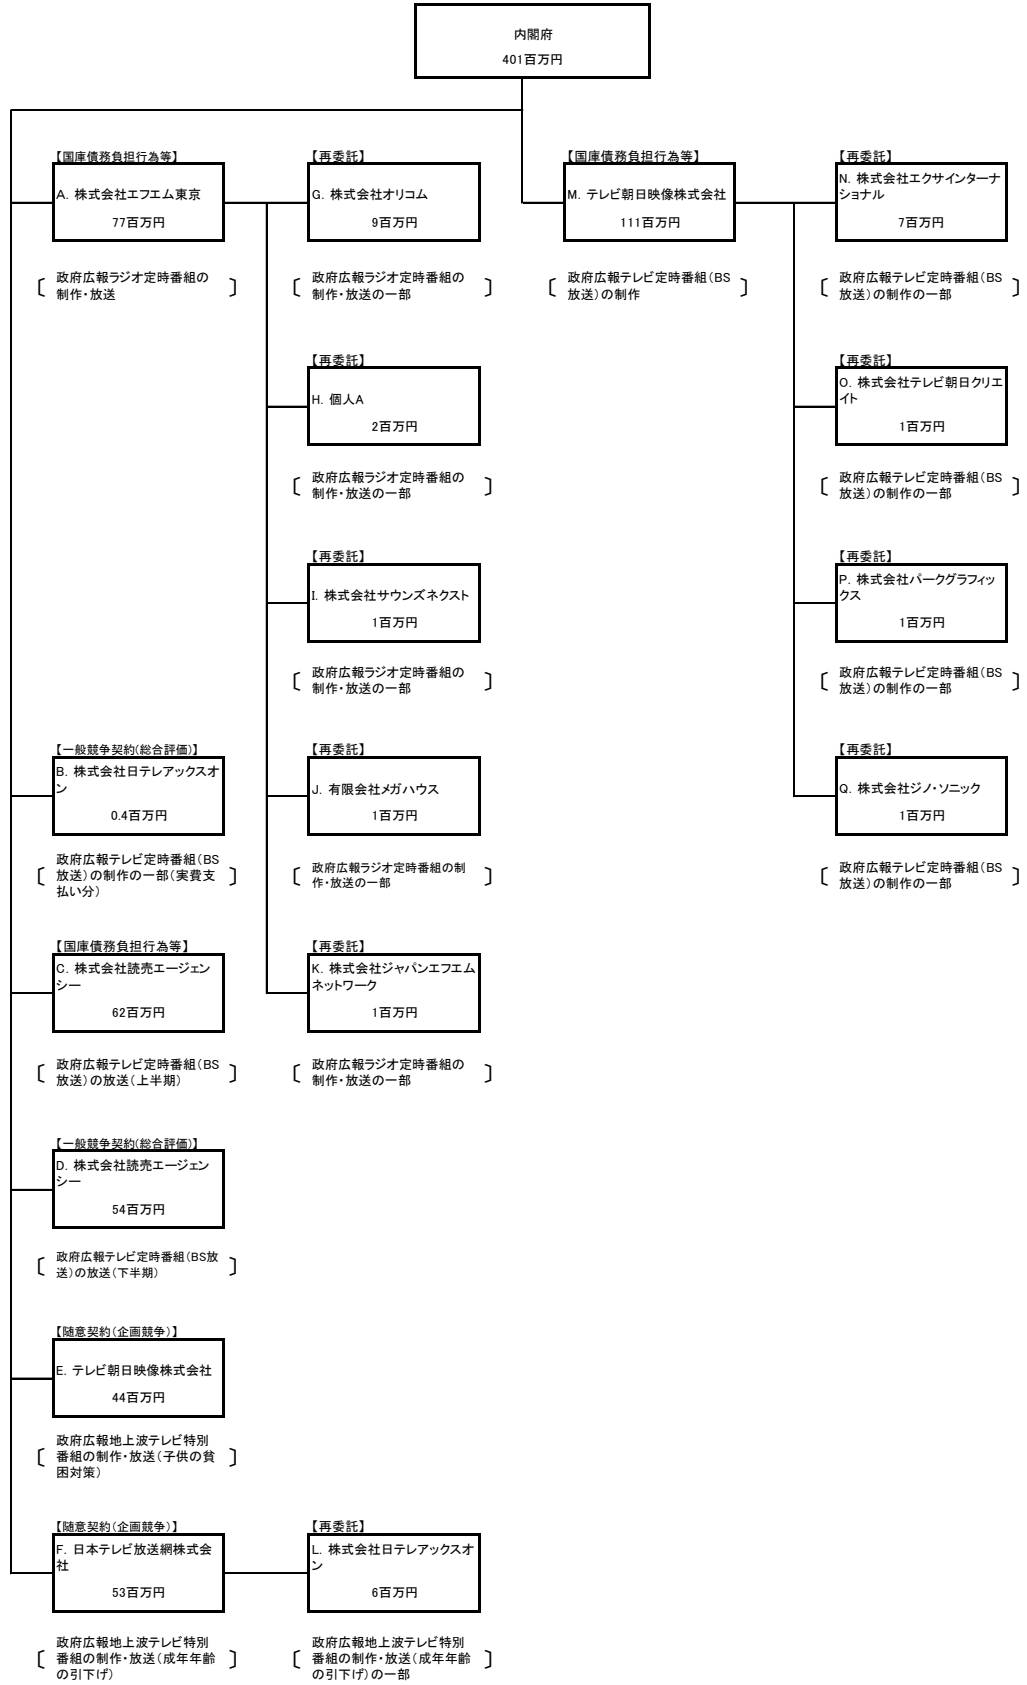 内閣府
401百万円
【国庫債務負担行為等】
A. 株式会社エフエム東京
77百万円
政府広報ラジオ定時番組の
制作・放送
【再委託】
G. 株式会社オリコム
9百万円
政府広報ラジオ定時番組の
制作・放送の一部
【国庫債務負担行為等】
M. テレビ朝日映像株式会社
111百万円
政府広報テレビ定時番組(BS
放送)の制作
【再委託】
N. 株式会社エクサインターナ
ショナル
7百万円
政府広報テレビ定時番組(BS
放送)の制作の一部
【再委託】
H. 個人A
2百万円
政府広報ラジオ定時番組の
制作・放送の一部
【再委託】
O. 株式会社テレビ朝日クリエ
イト
1百万円
政府広報テレビ定時番組(BS
放送)の制作の一部
【再委託】
I. 株式会社サウンズネクスト
1百万円
政府広報ラジオ定時番組の
制作・放送の一部
【再委託】
P. 株式会社パークグラフィッ
クス
1百万円
政府広報テレビ定時番組(BS
放送)の制作の一部
【一般競争契約(総合評価)】
B. 株式会社日テレアックスオ
ン
0.4百万円
政府広報テレビ定時番組(BS
放送)の制作の一部(実費支
払い分)
【再委託】
J. 有限会社メガハウス
1百万円
政府広報ラジオ定時番組の制
作・放送の一部
【再委託】
Q. 株式会社ジノ・ソニック
1百万円
政府広報テレビ定時番組(BS
放送)の制作の一部
【国庫債務負担行為等】
C. 株式会社読売エージェン
シー
62百万円
政府広報テレビ定時番組(BS
放送)の放送(上半期)
【再委託】
K. 株式会社ジャパンエフエム
ネットワーク
1百万円
政府広報ラジオ定時番組の
制作・放送の一部
【一般競争契約(総合評価)】
D. 株式会社読売エージェン
シー
54百万円
政府広報テレビ定時番組(BS放
送)の放送(下半期)
【随意契約(企画競争)】
E. テレビ朝日映像株式会社
44百万円
政府広報地上波テレビ特別
番組の制作・放送(子供の貧
困対策)
【随意契約(企画競争)】
F. 日本テレビ放送網株式会
社
53百万円
政府広報地上波テレビ特別
番組の制作・放送(成年年齢
の引下げ)
【再委託】
L. 株式会社日テレアックスオ
ン
6百万円
政府広報地上波テレビ特別
番組の制作・放送(成年年齢
の引下げ)の一部